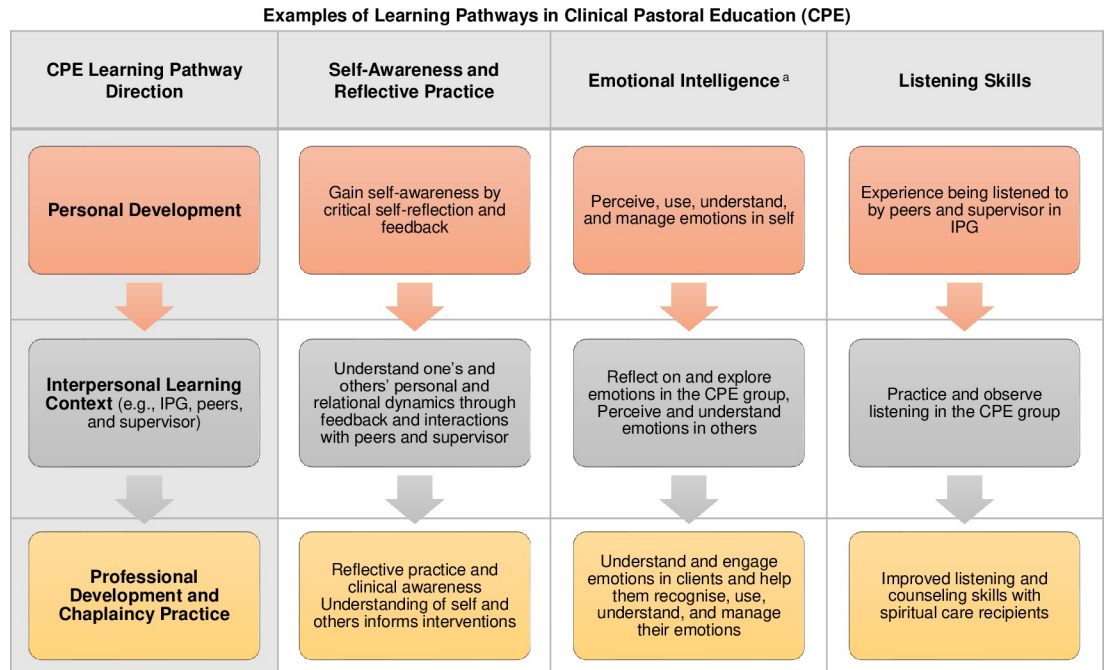 Examples of Learning Pathways in Clinical Pastoral Education (CPE)
CPE Learning Pathway
Direction
Self-Awareness and
Reflective Practice
Emotional Intelligence a
Listening Skills
Personal Development
Gain self-awareness by
critical self-reflection and
feedback
Perceive, use, understand,
and manage emotions in self
Experience being listened to
by peers and supervisor in
IPG
Interpersonal Learning
Context (e.g., IPG, peers,
and supervisor)
Understand one's and
others' personal and
relational dynamics through
feedback and interactions
with peers and supervisor
Reflect on and explore
emotions in the CPE group,
Perceive and understand
emotions in others
Practice and observe
listening in the CPE group
Professional
Development and
Chaplaincy Practice
Reflective practice and
clinical awareness
Understanding of self and
others informs interventions
Understand and engage
emotions in clients and help
them recognise, use,
understand, and manage
their emotions
Improved listening and
counseling skills with
spiritual care recipients